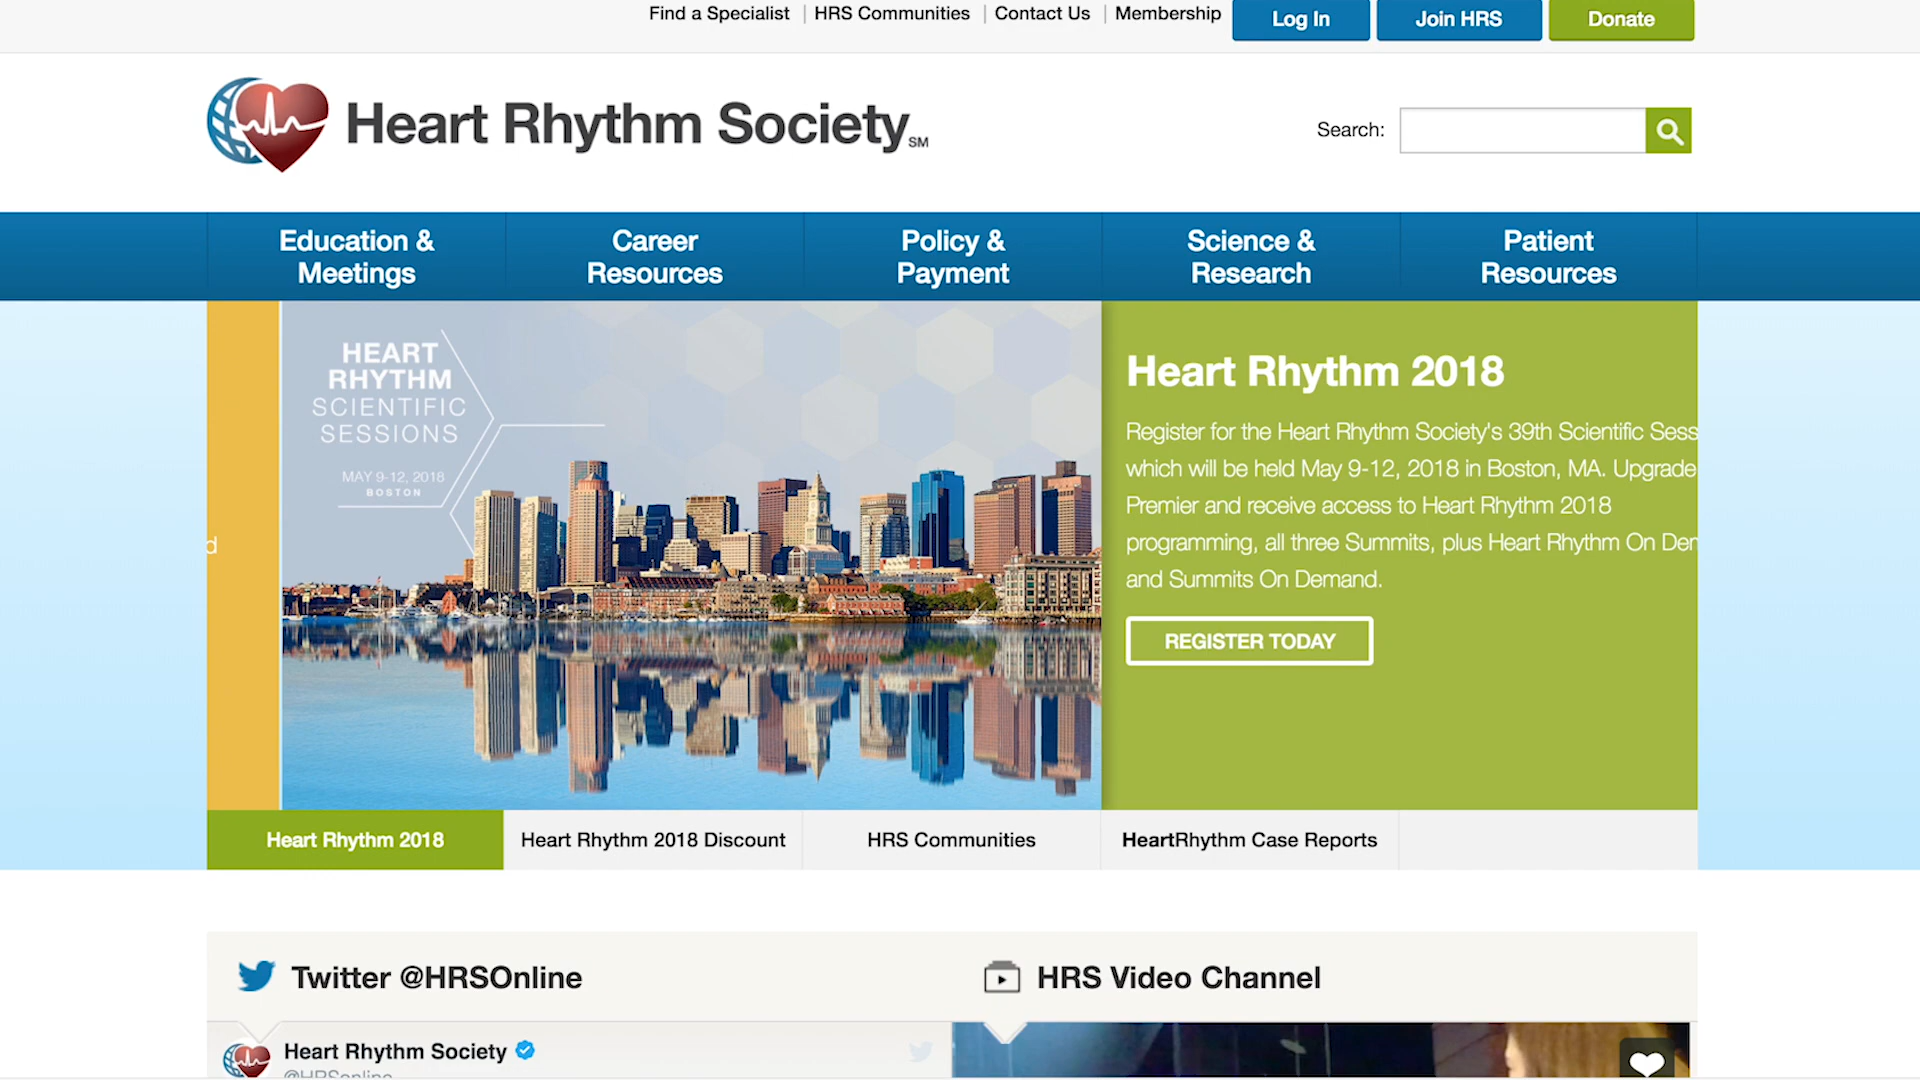 Find a Specialist
HRS Communities
Contact Us
Membership
Log In
Join HRS
Donate
Heart Rhythm Society SM
Search:
Education &
Meetings
Career
Resources
Policy &
Payment
Science &
Research
Patient
Resources
d
HEART
RHYTHM
SCIENTIFIC
SESSIONS
MAY 9-12, 2018
BOSTON
Heart Rhythm 2018
Register for the Heart Rhythm Society's 39th Scientific Sess
which will be held May 9-12, 2018 in Boston, MA. Upgrade
Premier and receive access to Heart Rhythm 2018
programming, all three Summits, plus Heart Rhythm On Den
and Summits On Demand.
REGISTER TODAY
Heart Rhythm 2018
Heart Rhythm 2018 Discount
HRS Communities
HeartRhythm Case Reports
Twitter @HRSOnline
HRS Video Channel
Heart Rhythm Society
@HRSonline